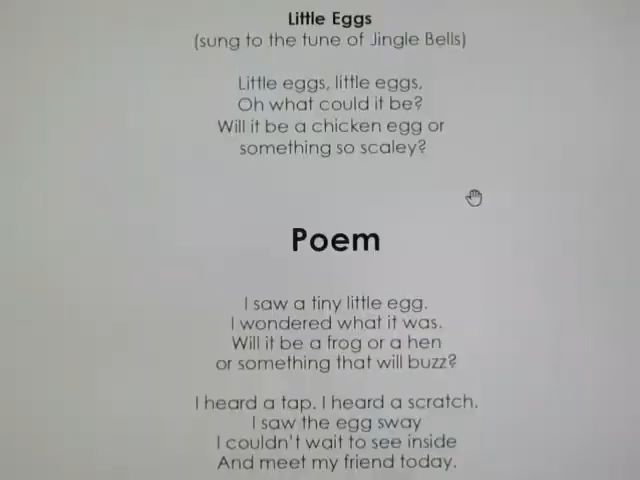 Little Eggs
(sung to the tune of Jingle Bells)
Little eggs, little eggs,
Oh what could it be?
Will it be a chicken egg or
something so scaley?
Poem
I saw a tiny little egg.
I wondered what it was.
Will it be a frog or a hen
or something that will buzz?
I heard a tap. I heard a scratch.
I saw the egg sway
I couldn't wait to see inside
And meet my friend today.